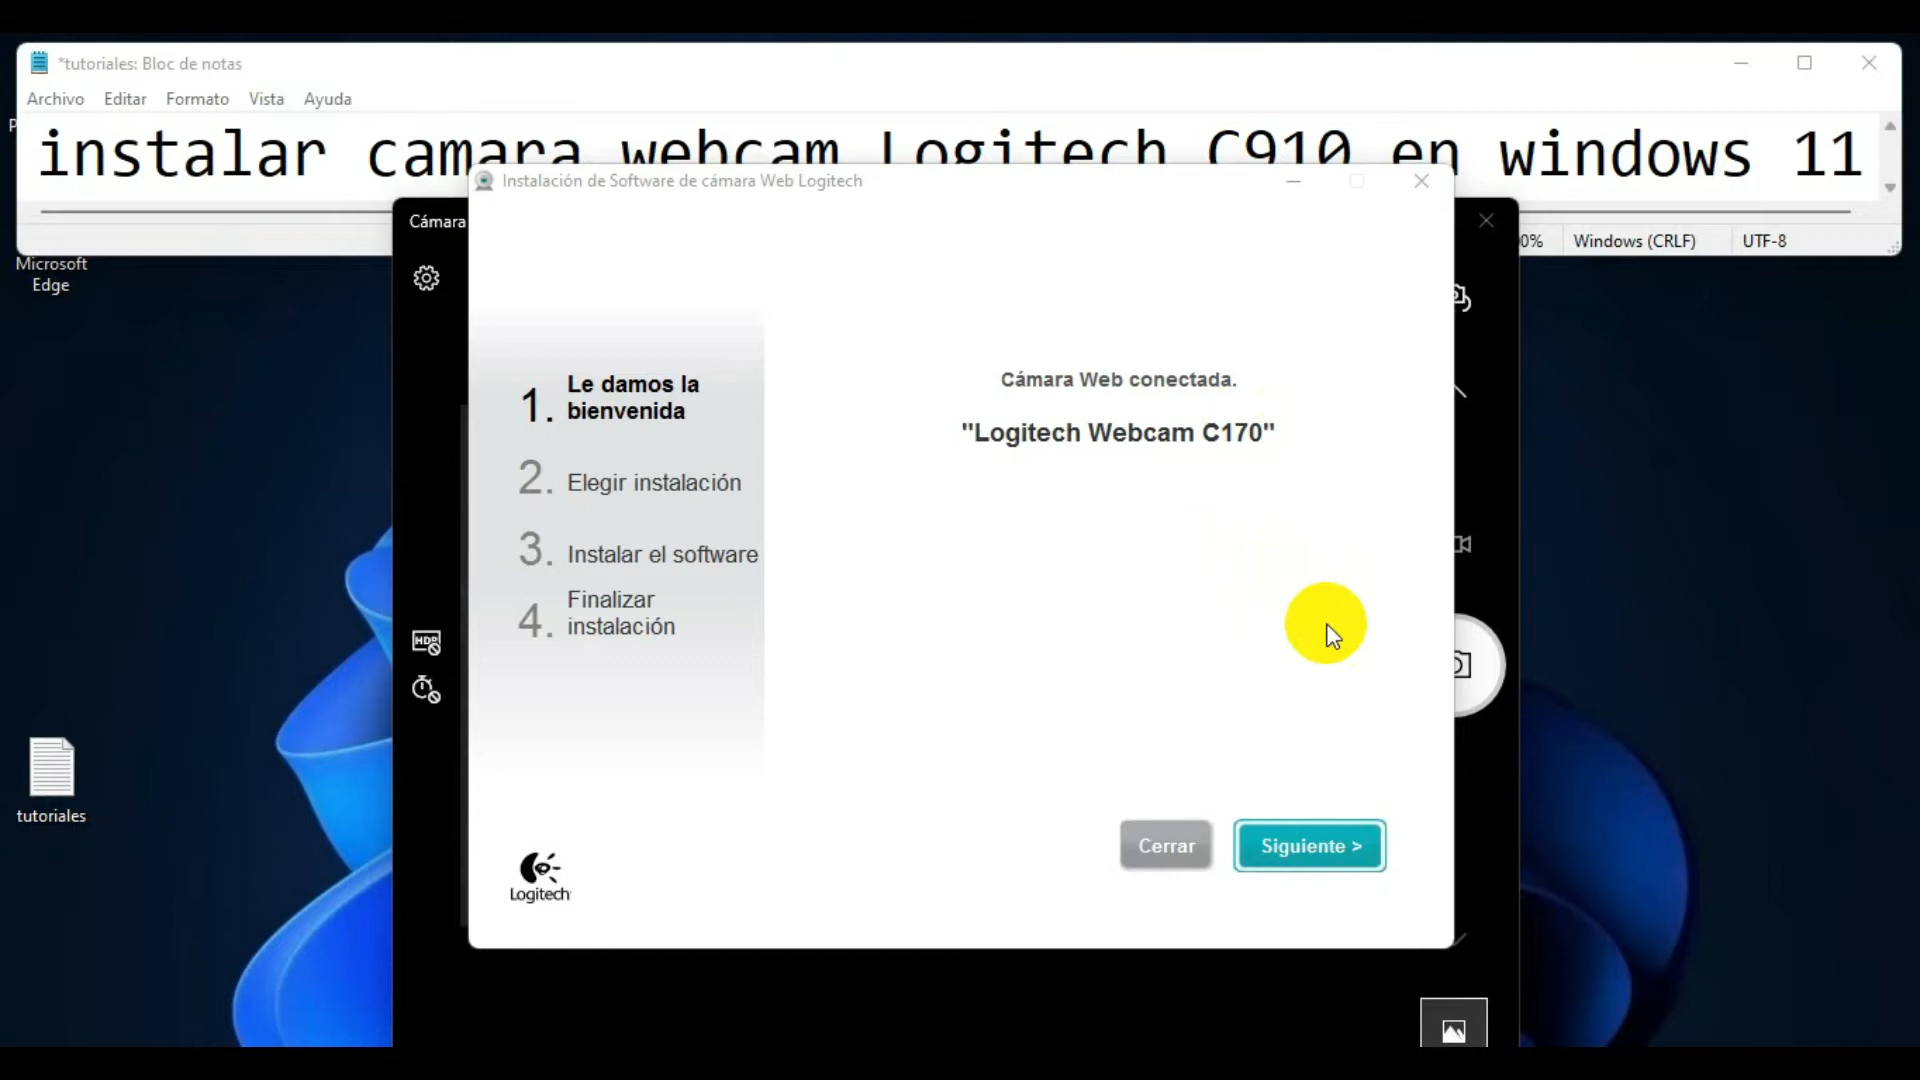 *tutoriales: Bloc de notas
Archivo Editar Formato Vista Ayuda
instalar camara webcam Logitech C910 en windows 11
Windows (CRLF) UTF-8
0%
Instalación de Software de cámara Web Logitech
Cámara
Microsoft
Edge
1. Le damos la
bienvenida
2. Elegir instalación
3. Instalar el software
4. Finalizar
instalación
Cámara Web conectada.
"Logitech Webcam C170"
HDR
tutoriales
Cerrar
Siguiente >
Logitech